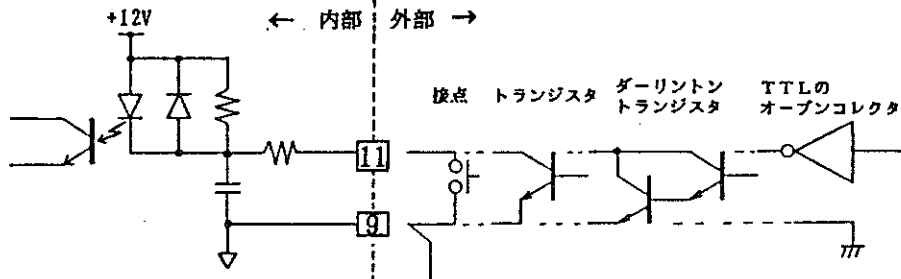 +12V
← 内部 外部 →
接点
トランジスタ
ダーリントン
トランジスタ
TTLの
オープンコレクタ
11
9